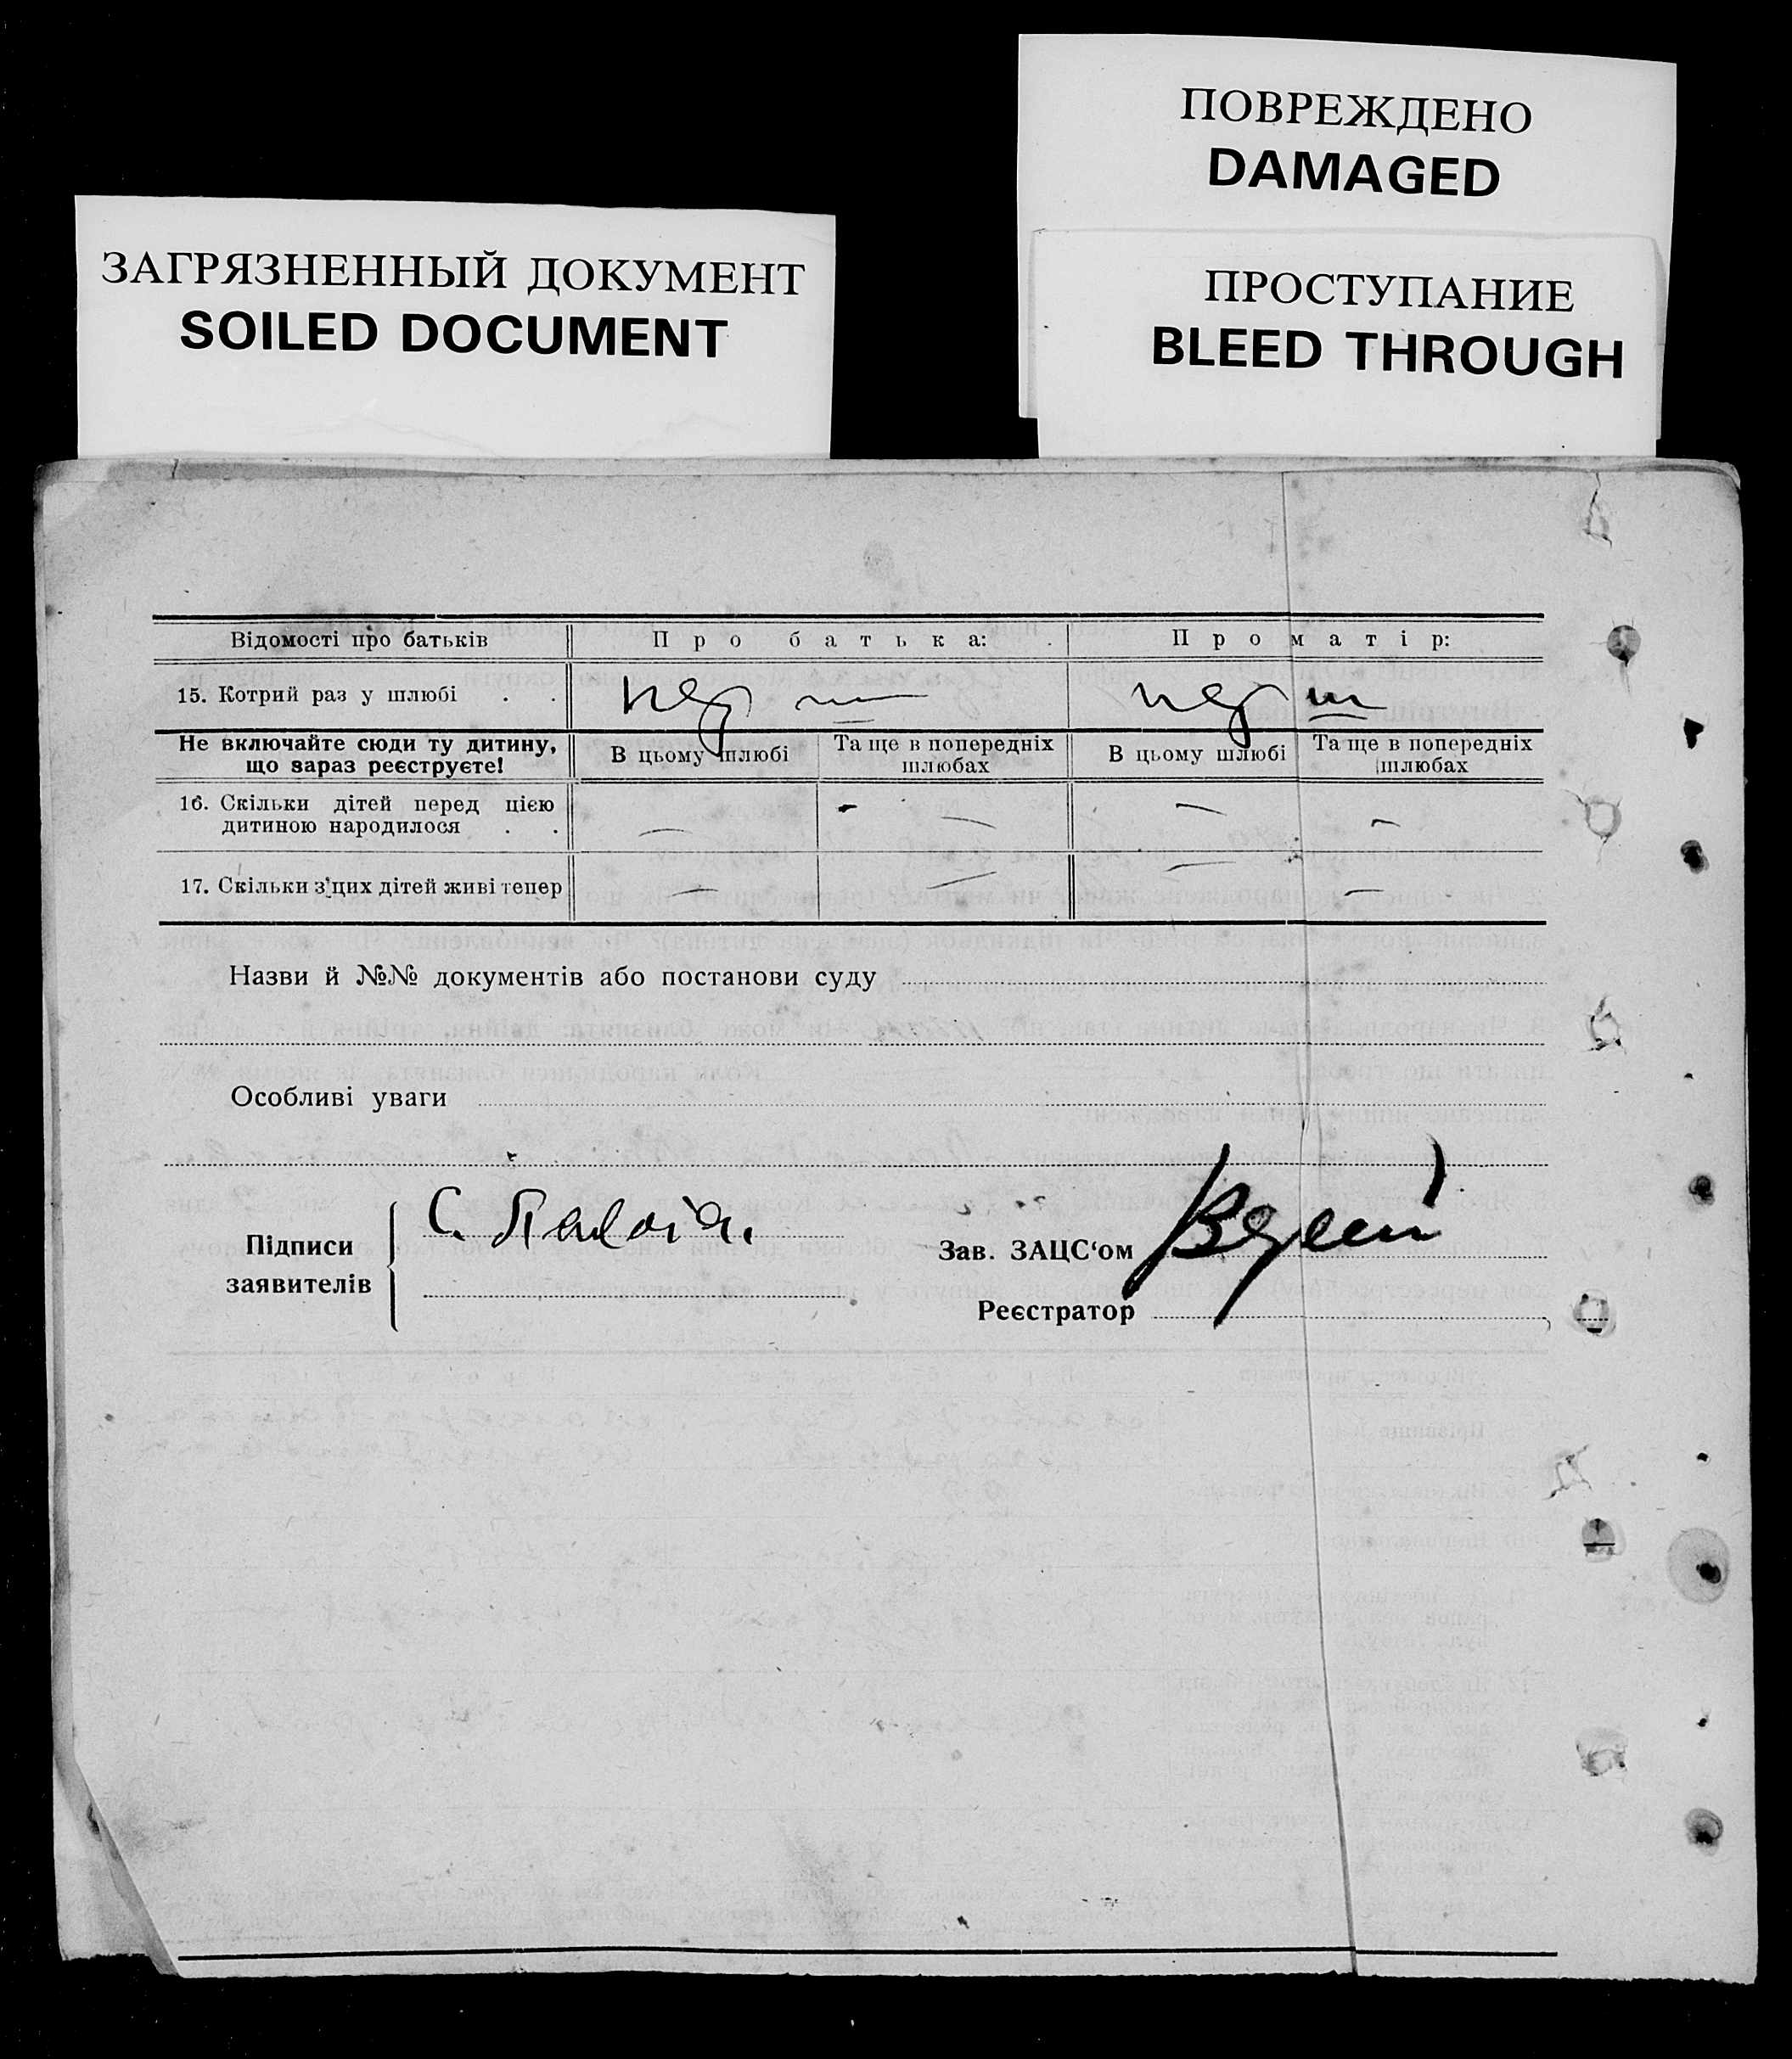 ПОВРЕЖДЕНО
DAMAGED
ЗАГРЯЗНЕННЫЙ ДОКУМЕНТ
SOILED DOCUMENT
ПРОСТУПАНИЕ
BLEED THROUGH
Відомості про батьків Про батька: Про матір:
15. Котрий раз у шлюбі . .
Не включайте сюди ту дитину, що зараз реєструєте! В цьому шлюбі Та ще в попередніх шлюбах В цьому шлюбі Та ще в попередніх шлюбах
16. Скільки дітей перед цією — - — — —
дитиною народилося . .
17. Скільки з'цих дітей живі тепер — — — —
Назви й №№ документів або постанови суду
Особливі уваги
Підписи заявителів
С.
Зав. ЗАЦС‘ом
Реєстратор